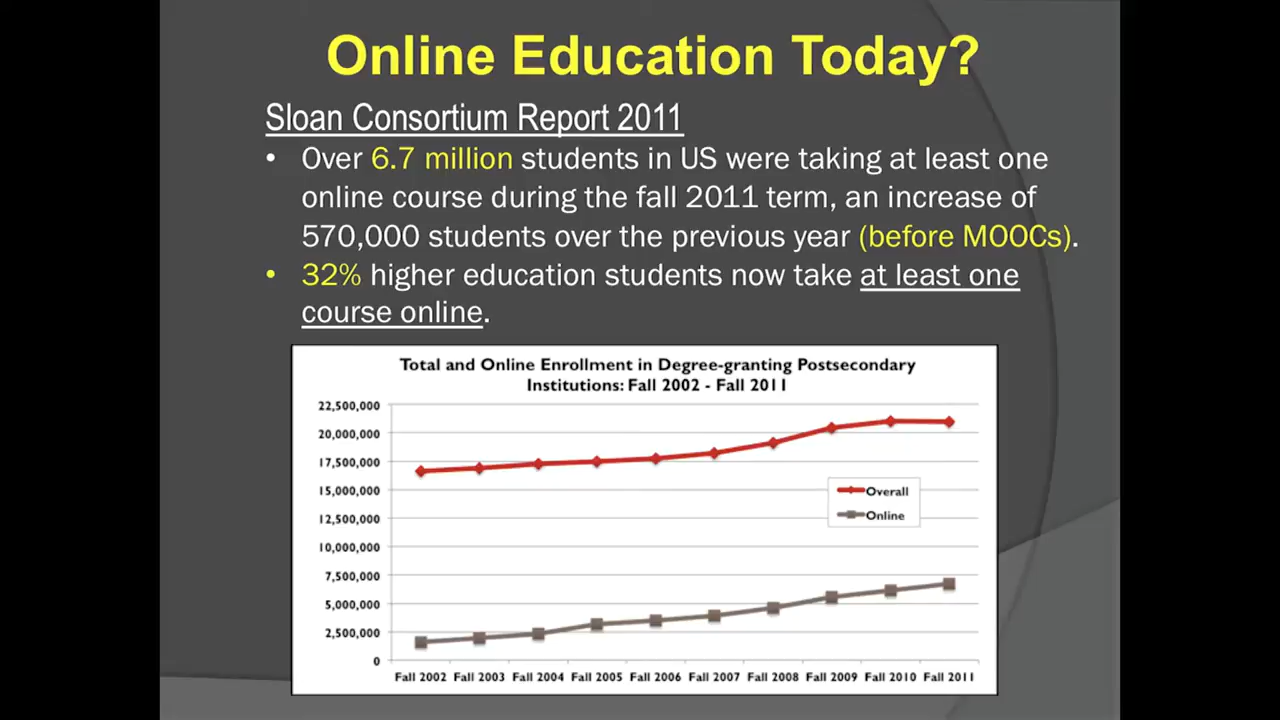 Online Education Today?
Sloan Consortium Report 2011
• Over 6.7 million students in US were taking at least one
online course during the fall 2011 term, an increase of
570,000 students over the previous year (before MOOCs).
• 32% higher education students now take at least one
course online.
Total and Online Enrollment in Degree-granting Postsecondary
Institutions: Fall 2002 - Fall 2011
22,500,000
20,000,000
17,500,000
15,000,000
12,500,000
10,000,000
7,500,000
5,000,000
2,500,000
0
Overall
Online
Fall 2002 Fall 2003 Fall 2004 Fall 2005 Fall 2006 Fall 2007 Fall 2008 Fall 2009 Fall 2010 Fall 2011